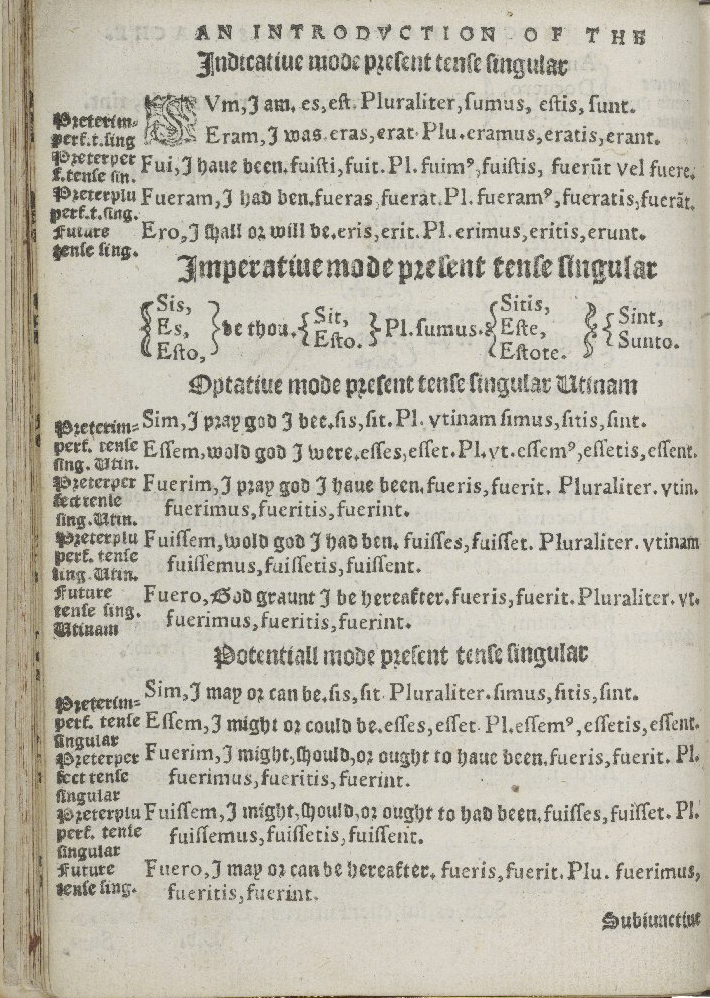 AN INTRODVCTION OF THE
Indicatiue mode present tense singular
SVm, J am. es, est. Pluraliter, sumus, estis, sunt.
Preterim=
perf.t.sing
Eram, J was. eras, erat. Plu. eramus, eratis, erant.
Preterper
f.tense sin.
Fui, J haue been. fuisti, fuit. Pl. fuimꝰ, fuistis, fuerūt vel fuere.
Preterplu
perf.t.sing.
Fueram, J had ben. fueras, fuerat. Pl. fueramꝰ, fueratis, fuerāt.
Future
tense sing.
Ero, J shall or will be. eris, erit. Pl. erimus, eritis, erunt.
Imperatiue mode present tense singular
Sis,
Es,
Esto,
be thou.
Sit,
Esto.
Pl. sumus.
Sitis,
Este,
Estote.
Sint,
Sunto.
Optatiue mode present tense singular Utinam
Sim, J pray god J bee. sis, sit. Pl. vtinam simus, sitis, sint.
Preterim=
perf. tense
sing. Utin.
Essem, wold god J were. esses, esset. Pl. vt. essemꝰ, essetis, essent.
Preterper
fect tense
sing. Utin.
Fuerim, J pray god J haue been. fueris, fuerit. Pluraliter. vtin.
fuerimus, fueritis, fuerint.
Preterplu
perf. tense
sing. Utin.
Fuissem, wold god J had ben. fuisses, fuisset. Pluraliter. vtinam
fuissemus, fuissetis, fuissent.
Future
tense sing.
Utinam
Fuero, God graunt J be hereafter. fueris, fuerit. Pluraliter. vt.
fuerimus, fueritis, fuerint.
Potentiall mode present tense singular
Sim, J may or can be. sis, sit. Pluraliter. simus, sitis, sint.
Preterim=
perf. tense
singular
Essem, J might or could be. esses, esset. Pl. essemꝰ, essetis, essent.
Preterper
fect tense
singular
Fuerim, J might, should, or ought to haue been. fueris, fuerit. Pl.
fuerimus, fueritis, fuerint.
Preterplu
perf. tense
singular
Fuissem, J might, should, or ought to had been. fuisses, fuisset. Pl.
fuissemus, fuissetis, fuissent.
Future
tense sing.
Fuero, J may or can be hereafter. fueris, fuerit. Plu. fuerimus,
fueritis, fuerint.
Subiunctiue